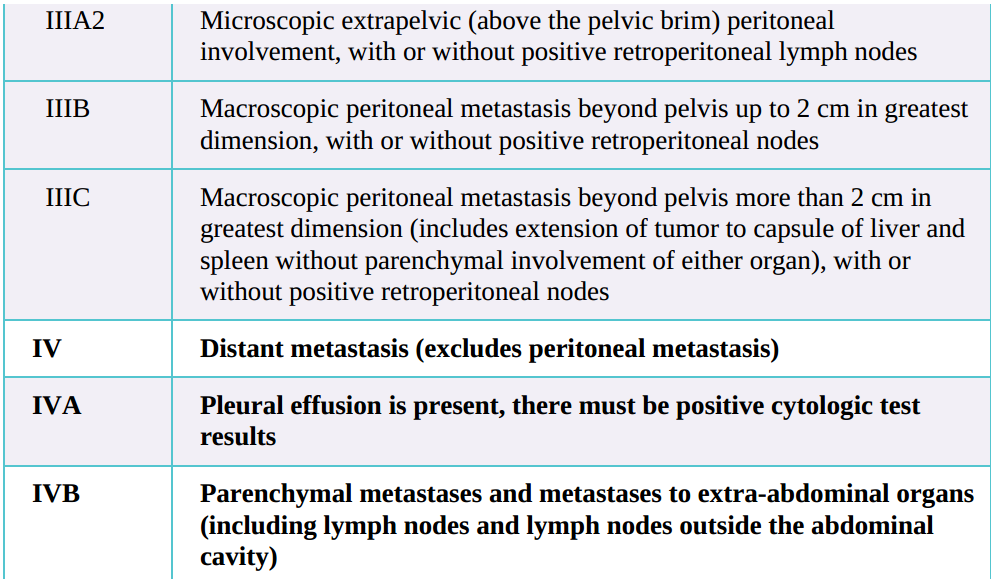 IIIA2 Microscopic extrapelvic (above the pelvic brim) peritoneal
involvement, with or without positive retroperitoneal lymph nodes
IIIB Macroscopic peritoneal metastasis beyond pelvis up to 2 cm in greatest
dimension, with or without positive retroperitoneal nodes
IIIC Macroscopic peritoneal metastasis beyond pelvis more than 2 cm in
greatest dimension (includes extension of tumor to capsule of liver and
spleen without parenchymal involvement of either organ), with or
without positive retroperitoneal nodes
IV Distant metastasis (excludes peritoneal metastasis)
IVA Pleural effusion is present, there must be positive cytologic test
results
IVB Parenchymal metastases and metastases to extra-abdominal organs
(including lymph nodes and lymph nodes outside the abdominal
cavity)